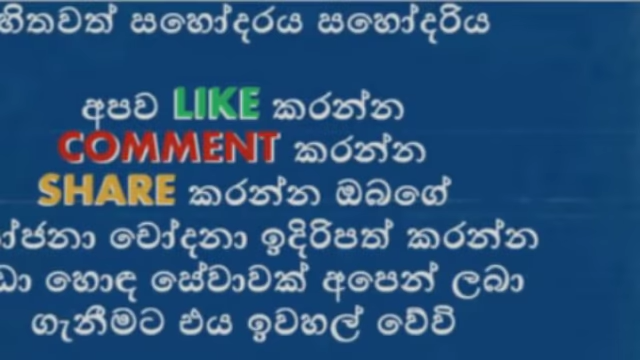 හිතවත් සහෝදරය සහෝදරිය
අපව LIKE කරන්න
COMMENT කරන්න
SHARE කරන්න ඔබගේ
චෝදනා ඉදිරිපත් කරන්න
හොඳ සේවාවක් අපෙන් ලබා
ගැනීමට එය ඉවහල් වේවි